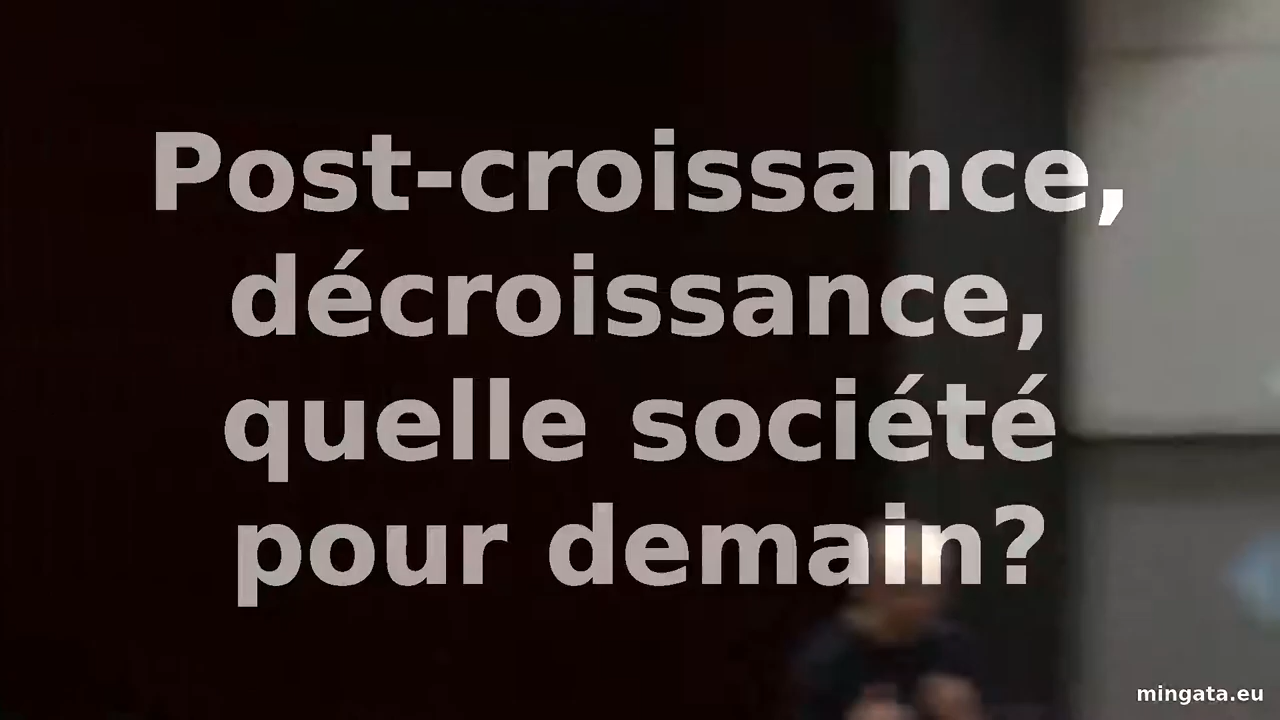 Post-croissance,
décroissance,
quelle société
pour demain?
mingata.eu